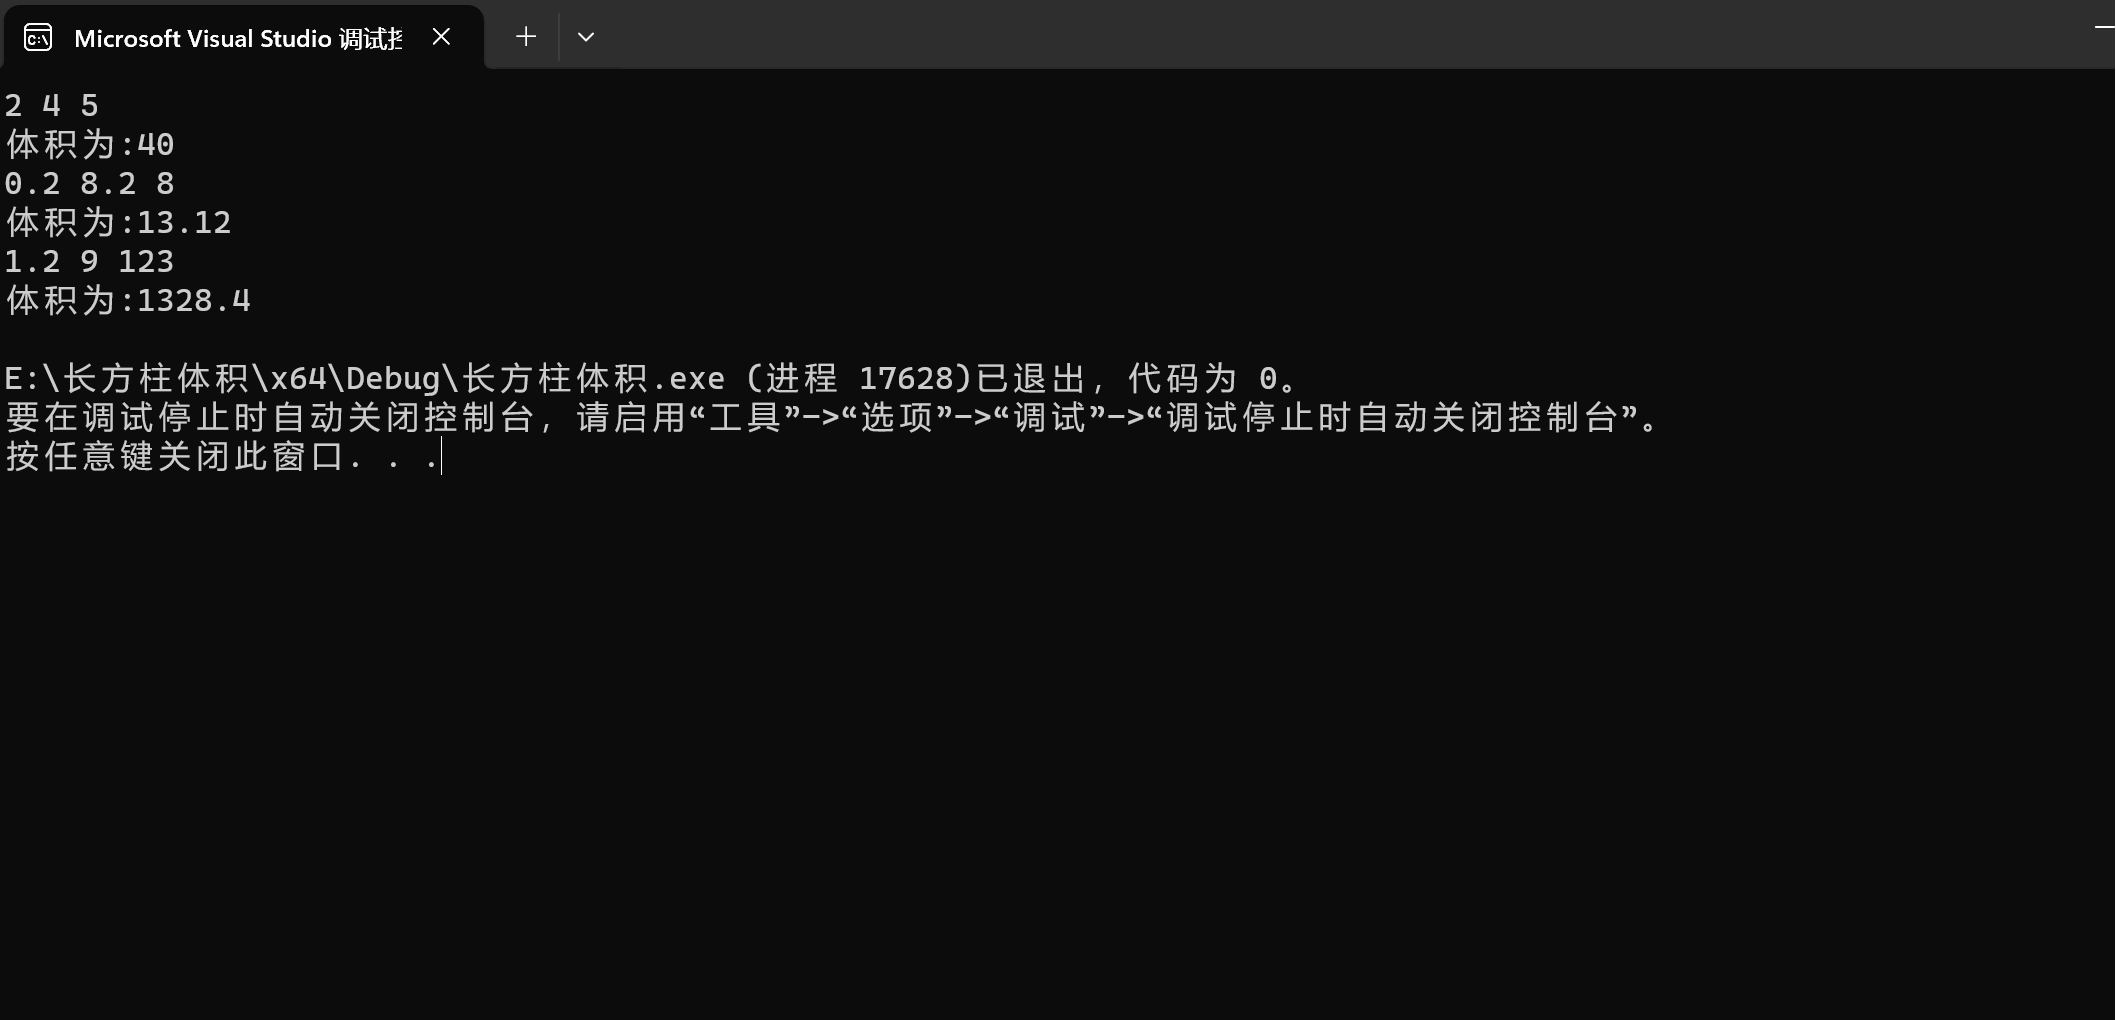 Microsoft Visual Studio 调试
2 4 5
体积为:40
0.2 8.2 8
体积为:13.12
1.2 9 123
体积为:1328.4
E:\长方柱体积\x64\Debug\长方柱体积.exe (进程 17628)已退出，代码为 0。
要在调试停止时自动关闭控制台，请启用“工具”->“选项”->“调试”->“调试停止时自动关闭控制台”。
按任意键关闭此窗口. . .